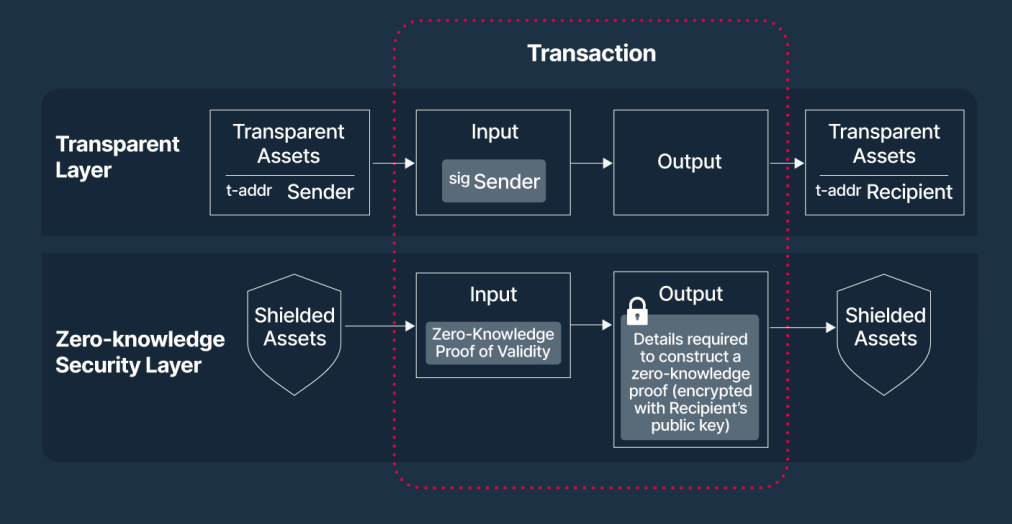 Transaction
Transparent
Layer
Transparent
Assets
t-addr Sender
Input
sig Sender
Output
Transparent
Assets
t-addr Recipient
Zero-knowledge
Security Layer
Shielded
Assets
Input
Zero-Knowledge
Proof of Validity
Output
Details required
to construct a
zero-knowledge
proof (encrypted
with Recipient’s
public key)
Shielded
Assets